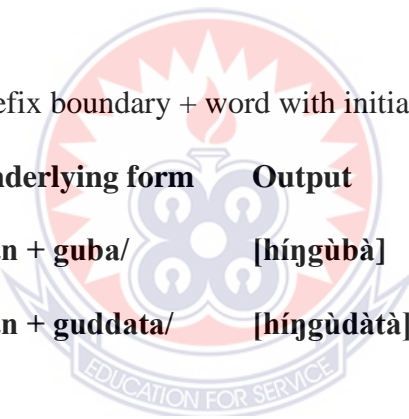 efix boundary + word with initia
nderlying form Output
n + guba/ [híŋgùbà]
n + guddata/ [híŋgùdàtà]
EDUCATION FOR SERVICE